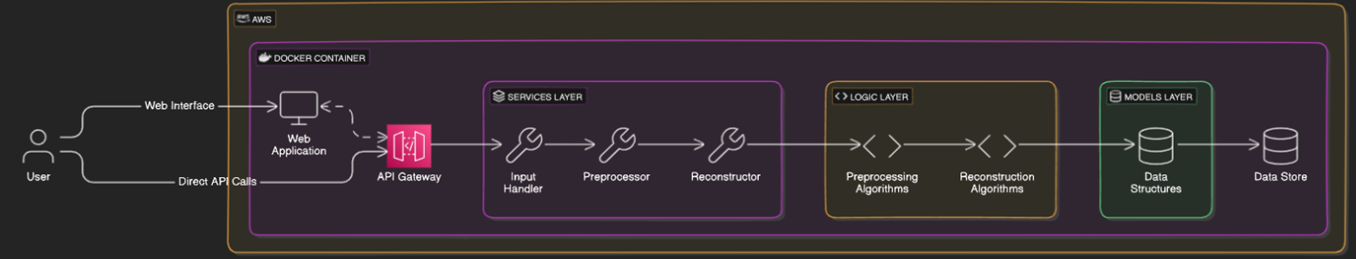 AWS
DOCKER CONTAINER
SERVICES LAYER
LOGIC LAYER
MODELS LAYER
Web Interface
Web
Application
User
Direct API Calls
API Gateway
Input
Handler
Preprocessor
Reconstructor
Preprocessing
Algorithms
Reconstruction
Algorithms
Data
Structures
Data Store